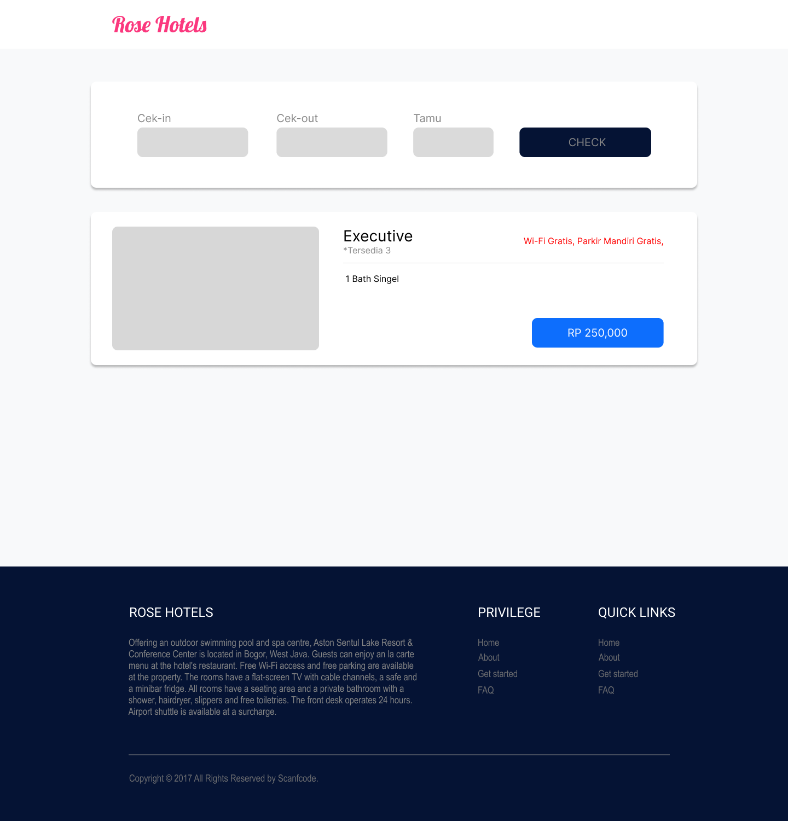 Rose Hotels
Cek-in
Cek-out
Tamu
CHECK
Executive
*Tersedia 3
Wi-Fi Gratis, Parkir Mandiri Gratis,
1 Bath Singel
RP 250,000
ROSE HOTELS
Offering an outdoor swimming pool and spa centre, Aston Sentul Lake Resort &
Conference Center is located in Bogor, West Java. Guests can enjoy an la carte
menu at the hotel's restaurant. Free Wi-Fi access and free parking are available
at the property. The rooms have a flat-screen TV with cable channels, a safe and
a minibar fridge. All rooms have a seating area and a private bathroom with a
shower, hairdryer, slippers and free toiletries. The front desk operates 24 hours.
Airport shuttle is available at a surcharge.
PRIVILEGE
Home
About
Get started
FAQ
QUICK LINKS
Home
About
Get started
FAQ
Copyright © 2017 All Rights Reserved by Scanfcode.